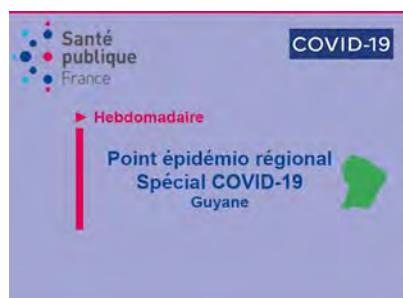 Santé
publique
France
COVID-19
► Hebdomadaire
Point épidémio régional
Spécial COVID-19
Guyane